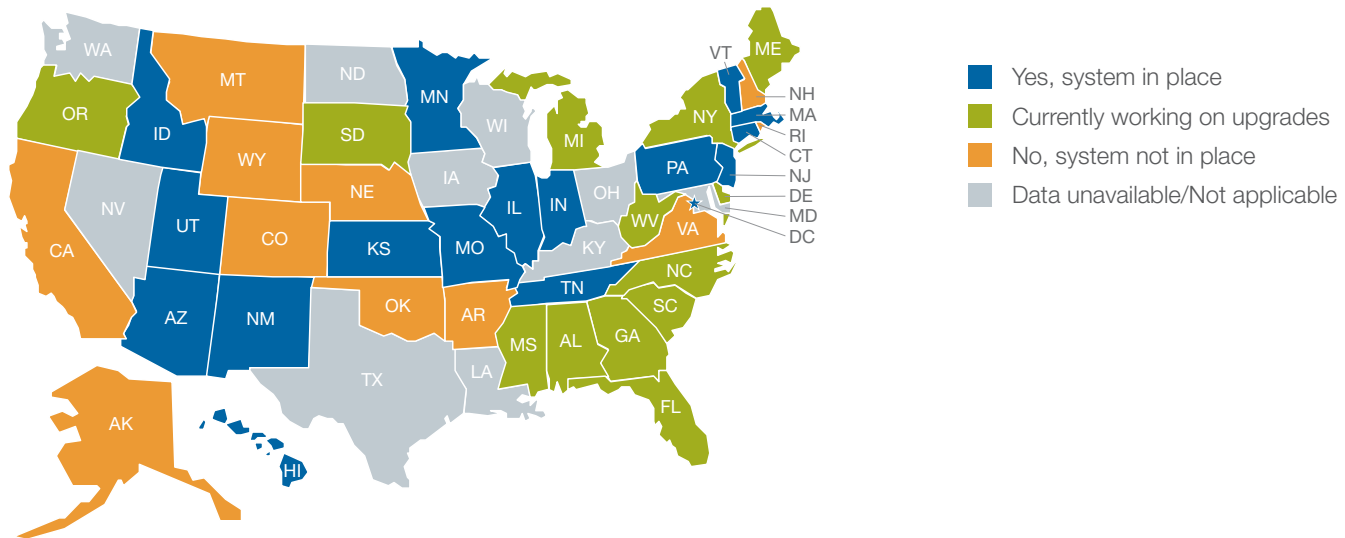 WA
MT
ND
MN
OR
ID
SD
WI
MI
WY
IA
NE
NV
UT
CO
CA
KS
MO
IL
IN
OH
KY
WV
VA
PA
NY
VT
ME
NH
MA
RI
CT
NJ
DE
MD
DC
AZ
NM
OK
AR
TN
NC
SC
MS
AL
GA
TX
LA
FL
AK
HI
Yes, system in place
Currently working on upgrades
No, system not in place
Data unavailable/Not applicable